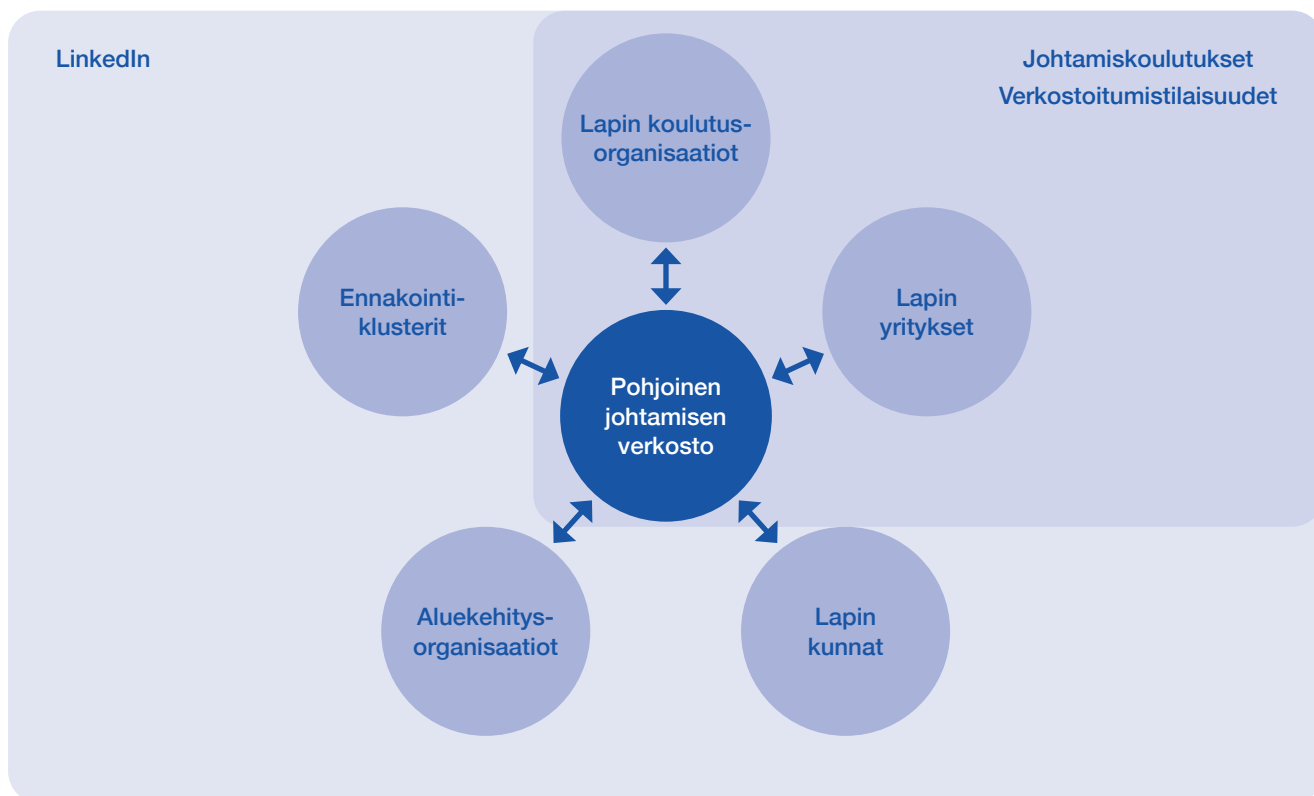 LinkedIn
Johtamiskoulutukset
Verkostoitumistilaisuudet
Lapin koulutus-
organisaatiot
Ennakointi-
klusterit
Lapin
yritykset
Pohjoinen
johtamisen
verkosto
Aluekehitys-
organisaatiot
Lapin
kunnat